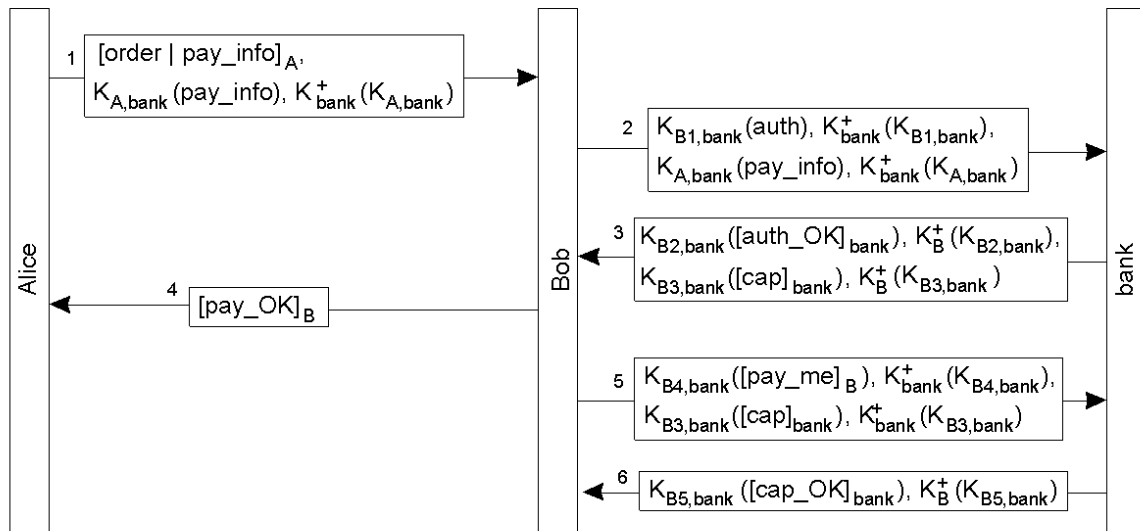 Alice
Bob
bank
1
[order | pay_info]A,
KA,bank(pay_info), K+bank(KA,bank)
2
KB1,bank(auth), K+bank(KB1,bank),
KA,bank(pay_info), K+bank(KA,bank)
3
KB2,bank([auth_OK]bank), K+B(KB2,bank),
KB3,bank([cap]bank), K+B(KB3,bank)
4
[pay_OK]B
5
KB4,bank([pay_me]B), K+bank(KB4,bank),
KB3,bank([cap]bank), K+bank(KB3,bank)
6
KB5,bank([cap_OK]bank), K+B(KB5,bank)